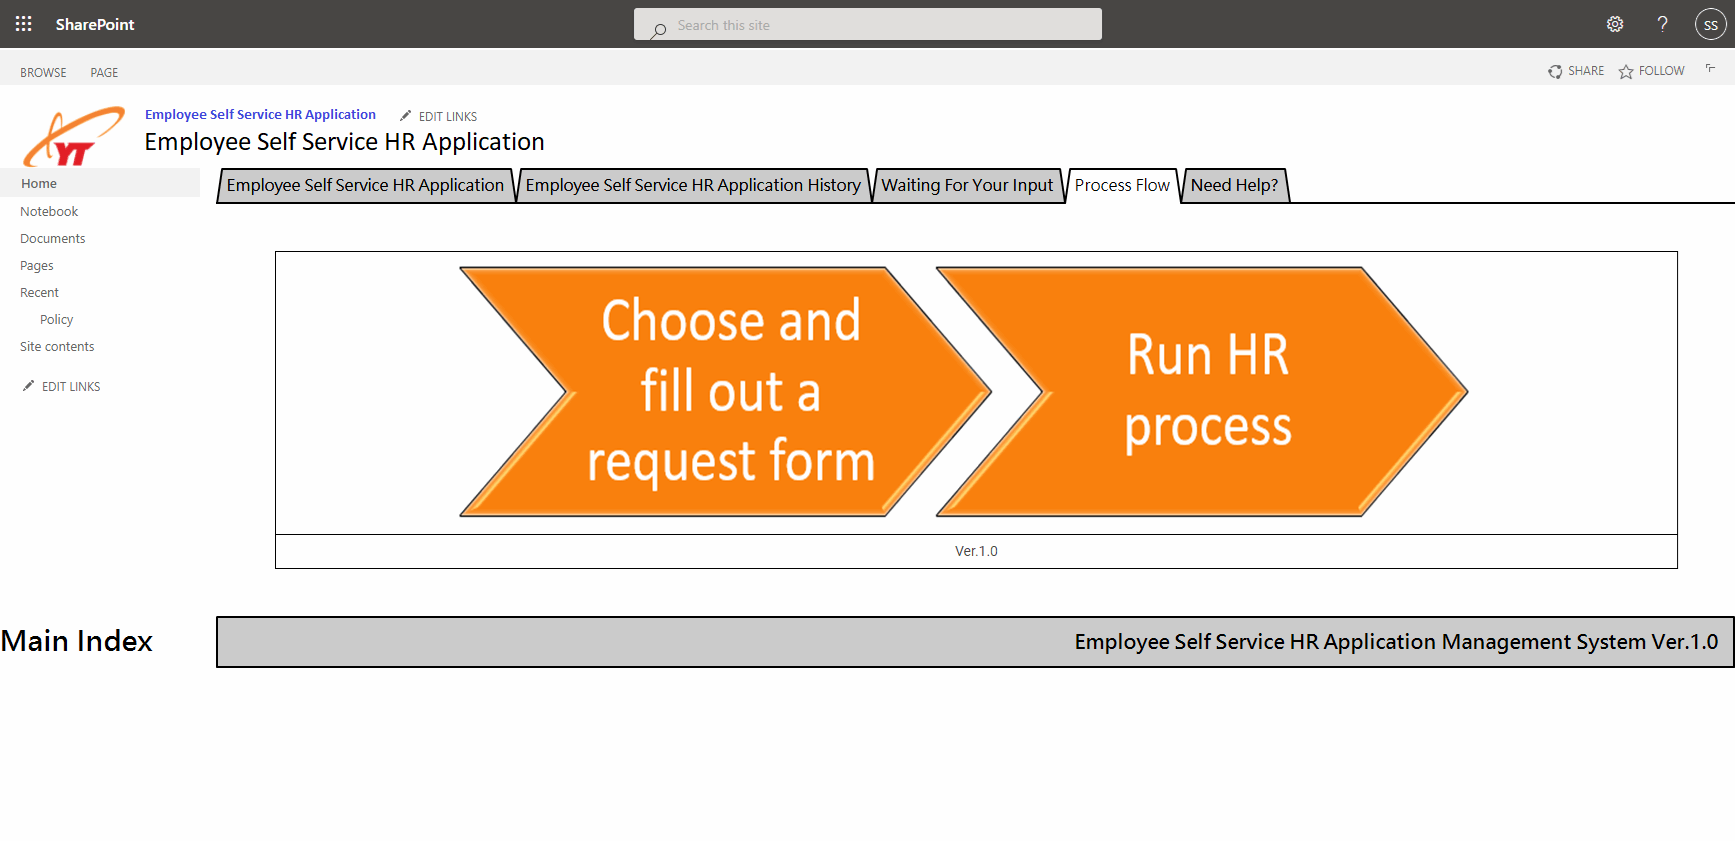 SharePoint
Search this site
?
SS
BROWSE
PAGE
SHARE
FOLLOW
YT
Employee Self Service HR Application
EDIT LINKS
Employee Self Service HR Application
Home
Notebook
Documents
Pages
Recent
Policy
Site contents
EDIT LINKS
Employee Self Service HR Application
Employee Self Service HR Application History
Waiting For Your Input
Process Flow
Need Help?
Choose and
fill out a
request form
Run HR
process
Ver.1.0
Main Index
Employee Self Service HR Application Management System Ver.1.0